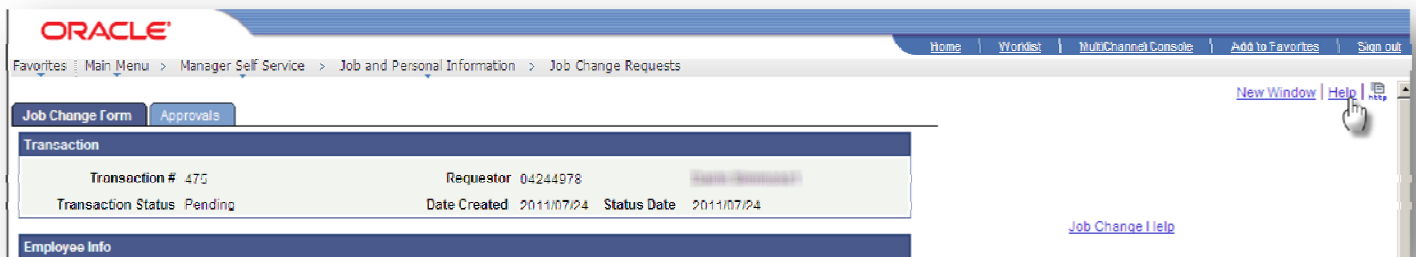 ORACLE'
Home | Worklist | MultiChannel Console | Add to Favorites | Sign out
Favorites | Main Menu > Manager Self Service > Job and Personal Information > Job Change Requests
New Window | Help | http
Job Change Form Approvals
Transaction
Transaction # 475 Requestor 04244978
Transaction Status Pending Date Created 2011/07/24 Status Date 2011/07/24
Job Change Help
Employee Info